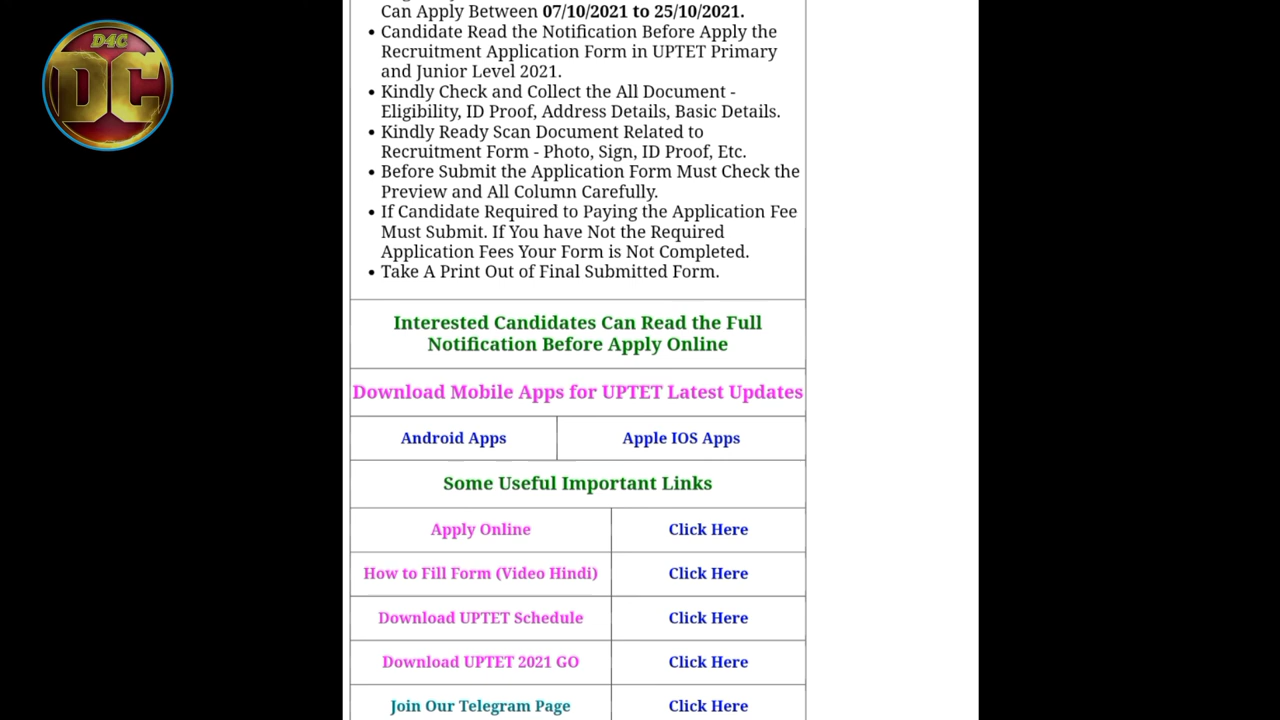 D4C
DC
Can Apply Between 07/10/2021 to 25/10/2021.
• Candidate Read the Notification Before Apply the
Recruitment Application Form in UPTET Primary
and Junior Level 2021.
• Kindly Check and Collect the All Document -
Eligibility, ID Proof, Address Details, Basic Details.
• Kindly Ready Scan Document Related to
Recruitment Form - Photo, Sign, ID Proof, Etc.
• Before Submit the Application Form Must Check the
Preview and All Column Carefully.
• If Candidate Required to Paying the Application Fee
Must Submit. If You have Not the Required
Application Fees Your Form is Not Completed.
• Take A Print Out of Final Submitted Form.
Interested Candidates Can Read the Full
Notification Before Apply Online
Download Mobile Apps for UPTET Latest Updates
Android Apps Apple IOS Apps
Some Useful Important Links
Apply Online Click Here
How to Fill Form (Video Hindi) Click Here
Download UPTET Schedule Click Here
Download UPTET 2021 GO Click Here
Join Our Telegram Page Click Here